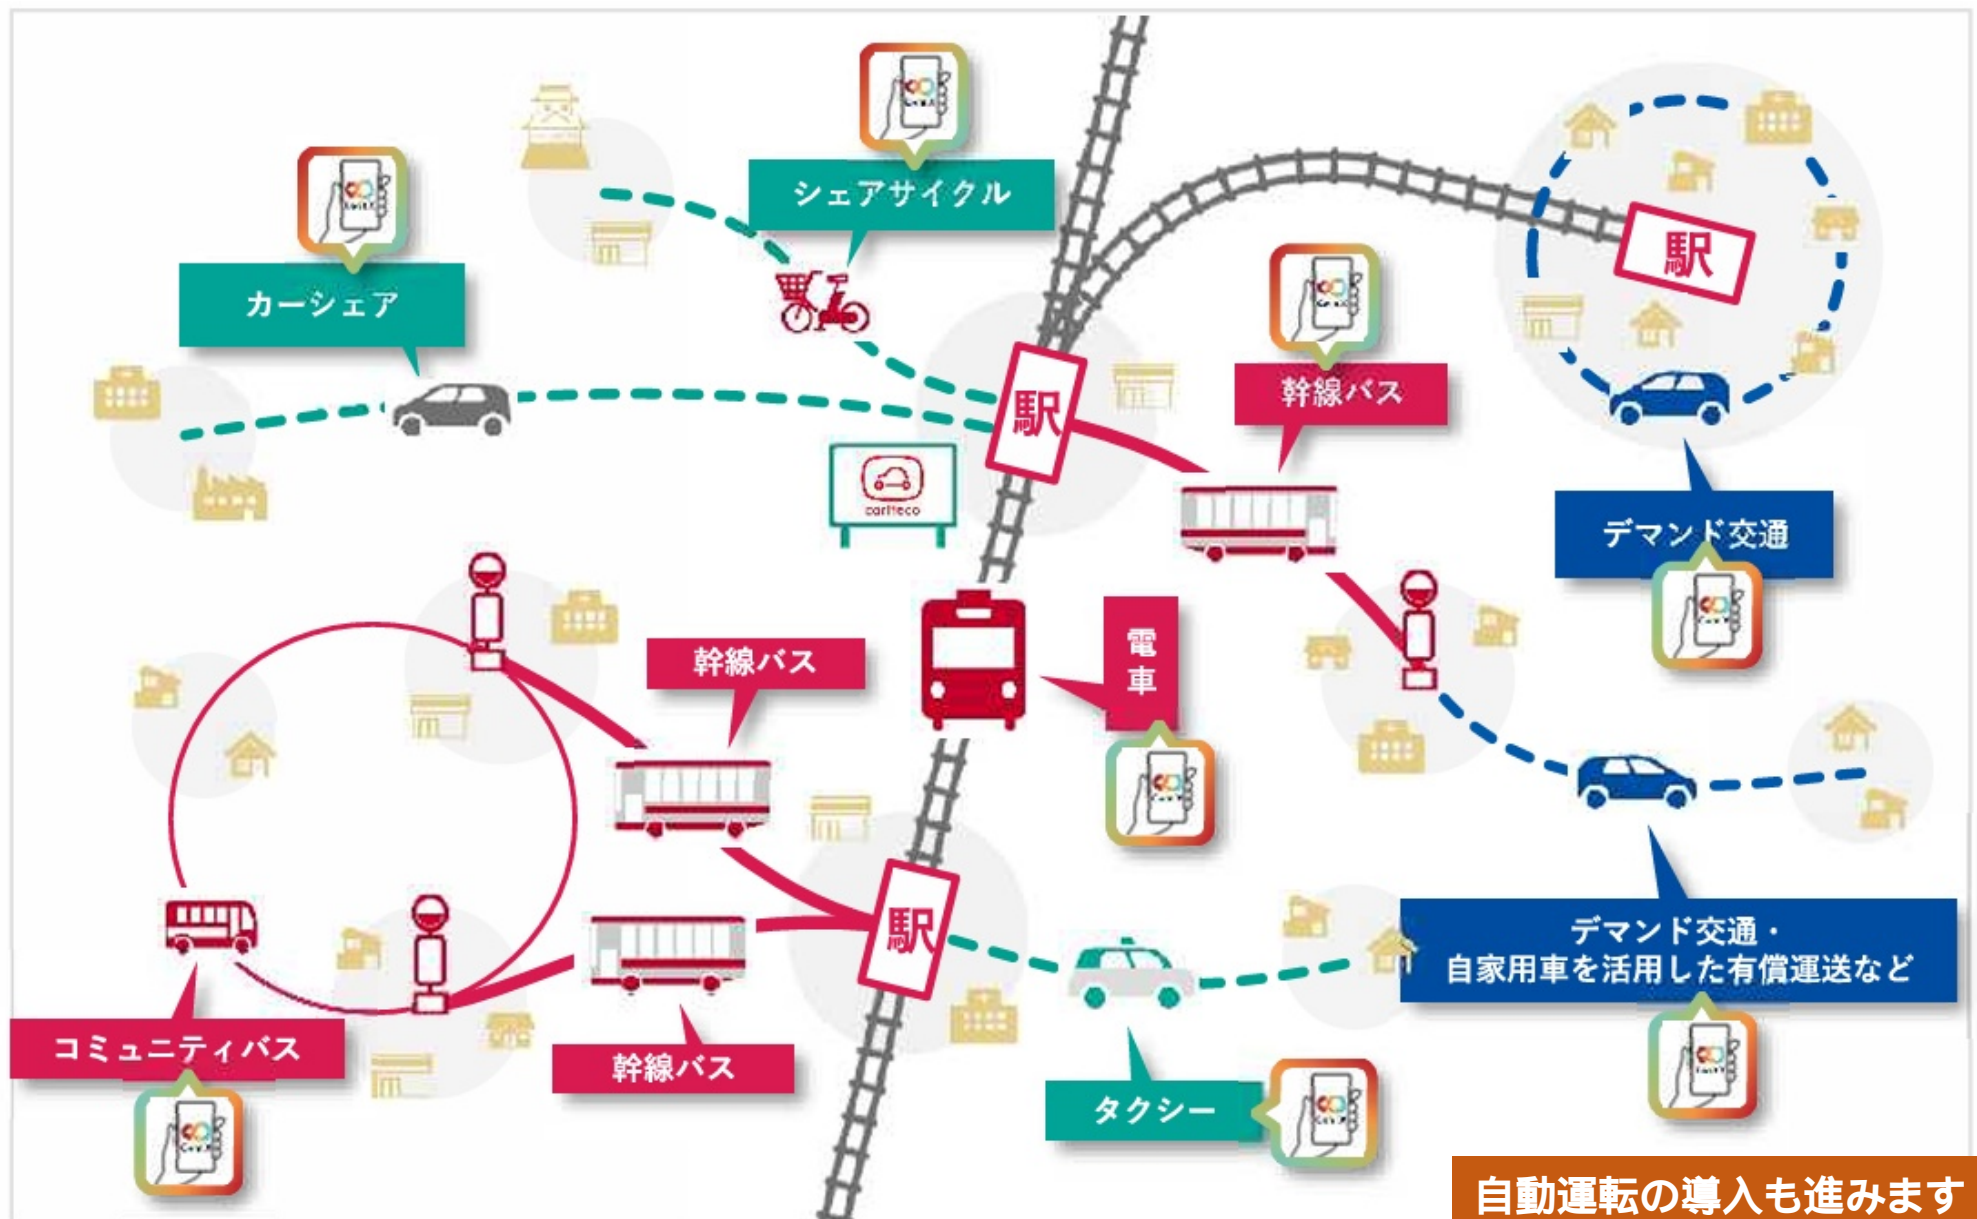 シェアサイクル
カーシェア
駅
幹線バス
駅
cariteco
デマンド交通
幹線バス
電車
駅
デマンド交通・
自家用車を活用した有償運送など
コミュニティバス
幹線バス
タクシー
自動運転の導入も進みます